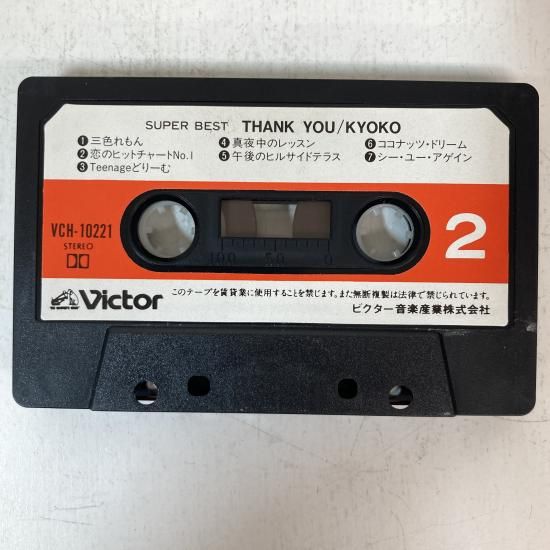 SUPER BEST THANK YOU/KYOKO
❶三色れもん
❷恋のヒットチャートNo.1
❸Teenageどりーむ
❹真夜中のレッスン
❺午後のヒルサイドテラス
❻ココナッツ・ドリーム
❼シー・ユー・アゲイン
VCH-10221
STEREO
2
100 50 0
Victor
このテープを賃貸業に使用することを禁じます。また無断複製は法律で禁じられています。
ビクター音楽産業株式会社